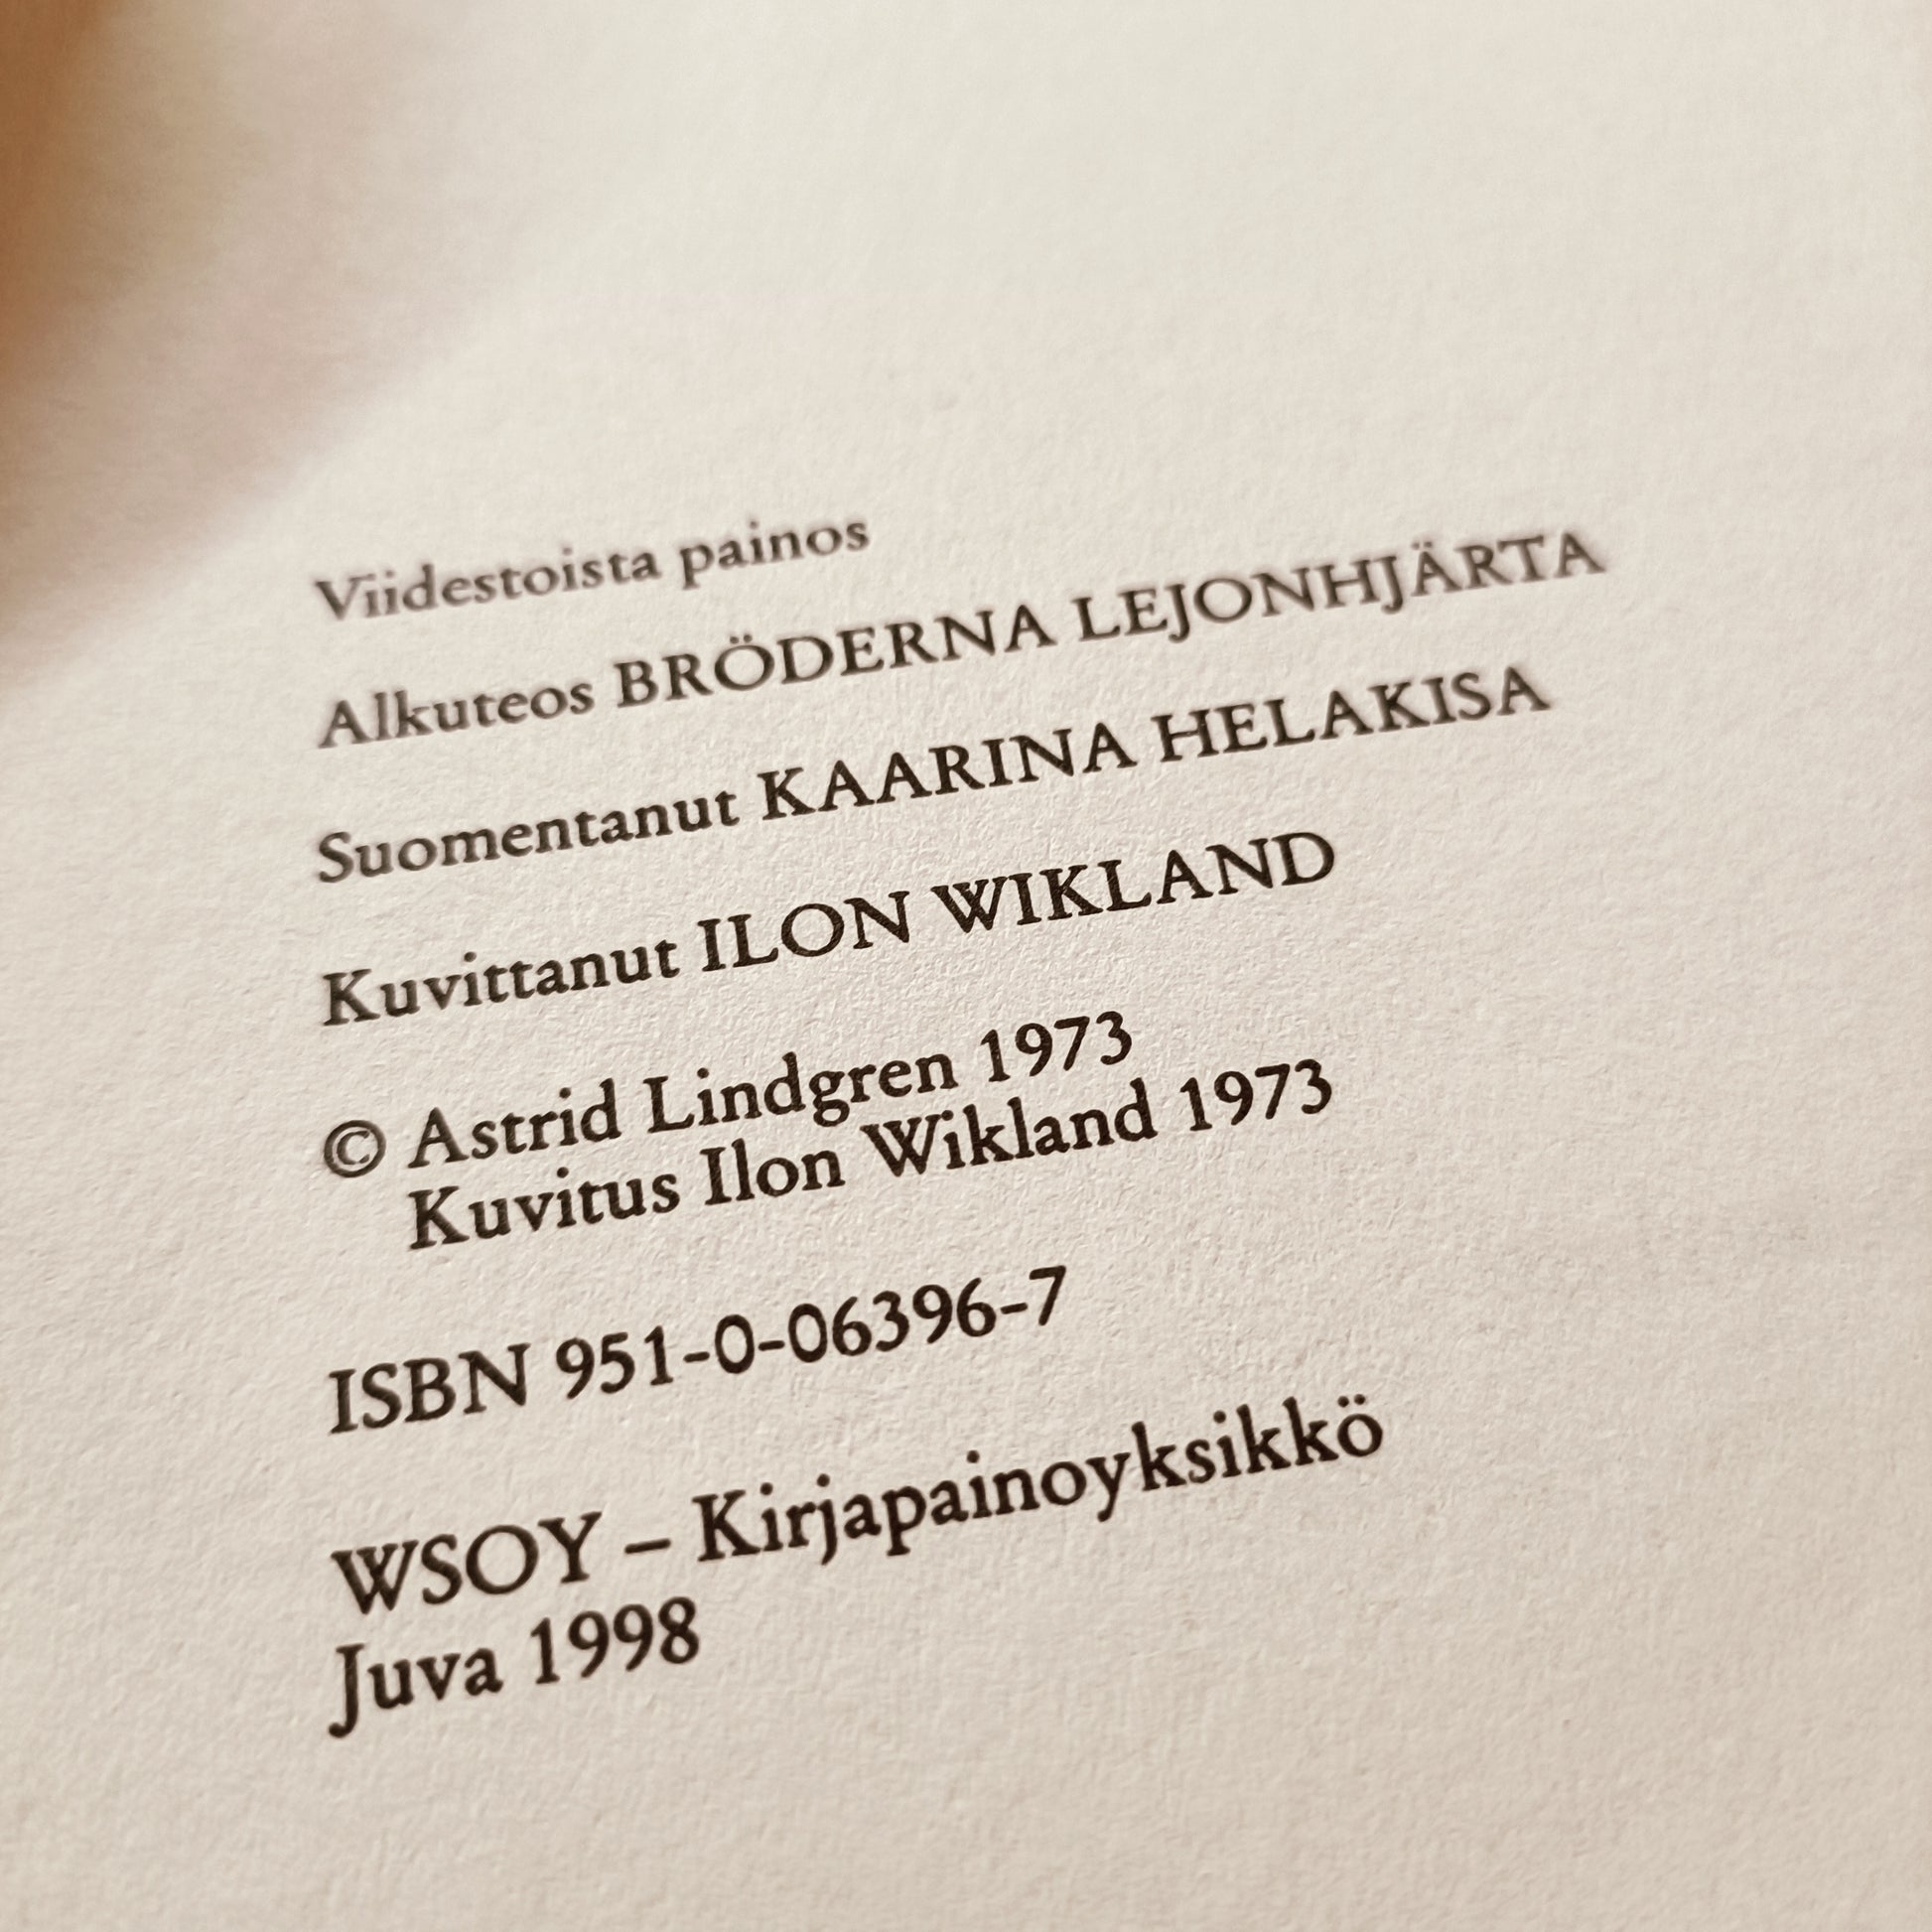 Viidestoista painos
Alkuteos BRÖDERNA LEJONHJÄRTA
Suomentanut KAARINA HELAKISA
Kuvittanut ILON WIKLAND
© Astrid Lindgren 1973
Kuvitus Ilon Wikland 1973
ISBN 951-0-06396-7
WSOY – Kirjapainoyksikkö
Juva 1998